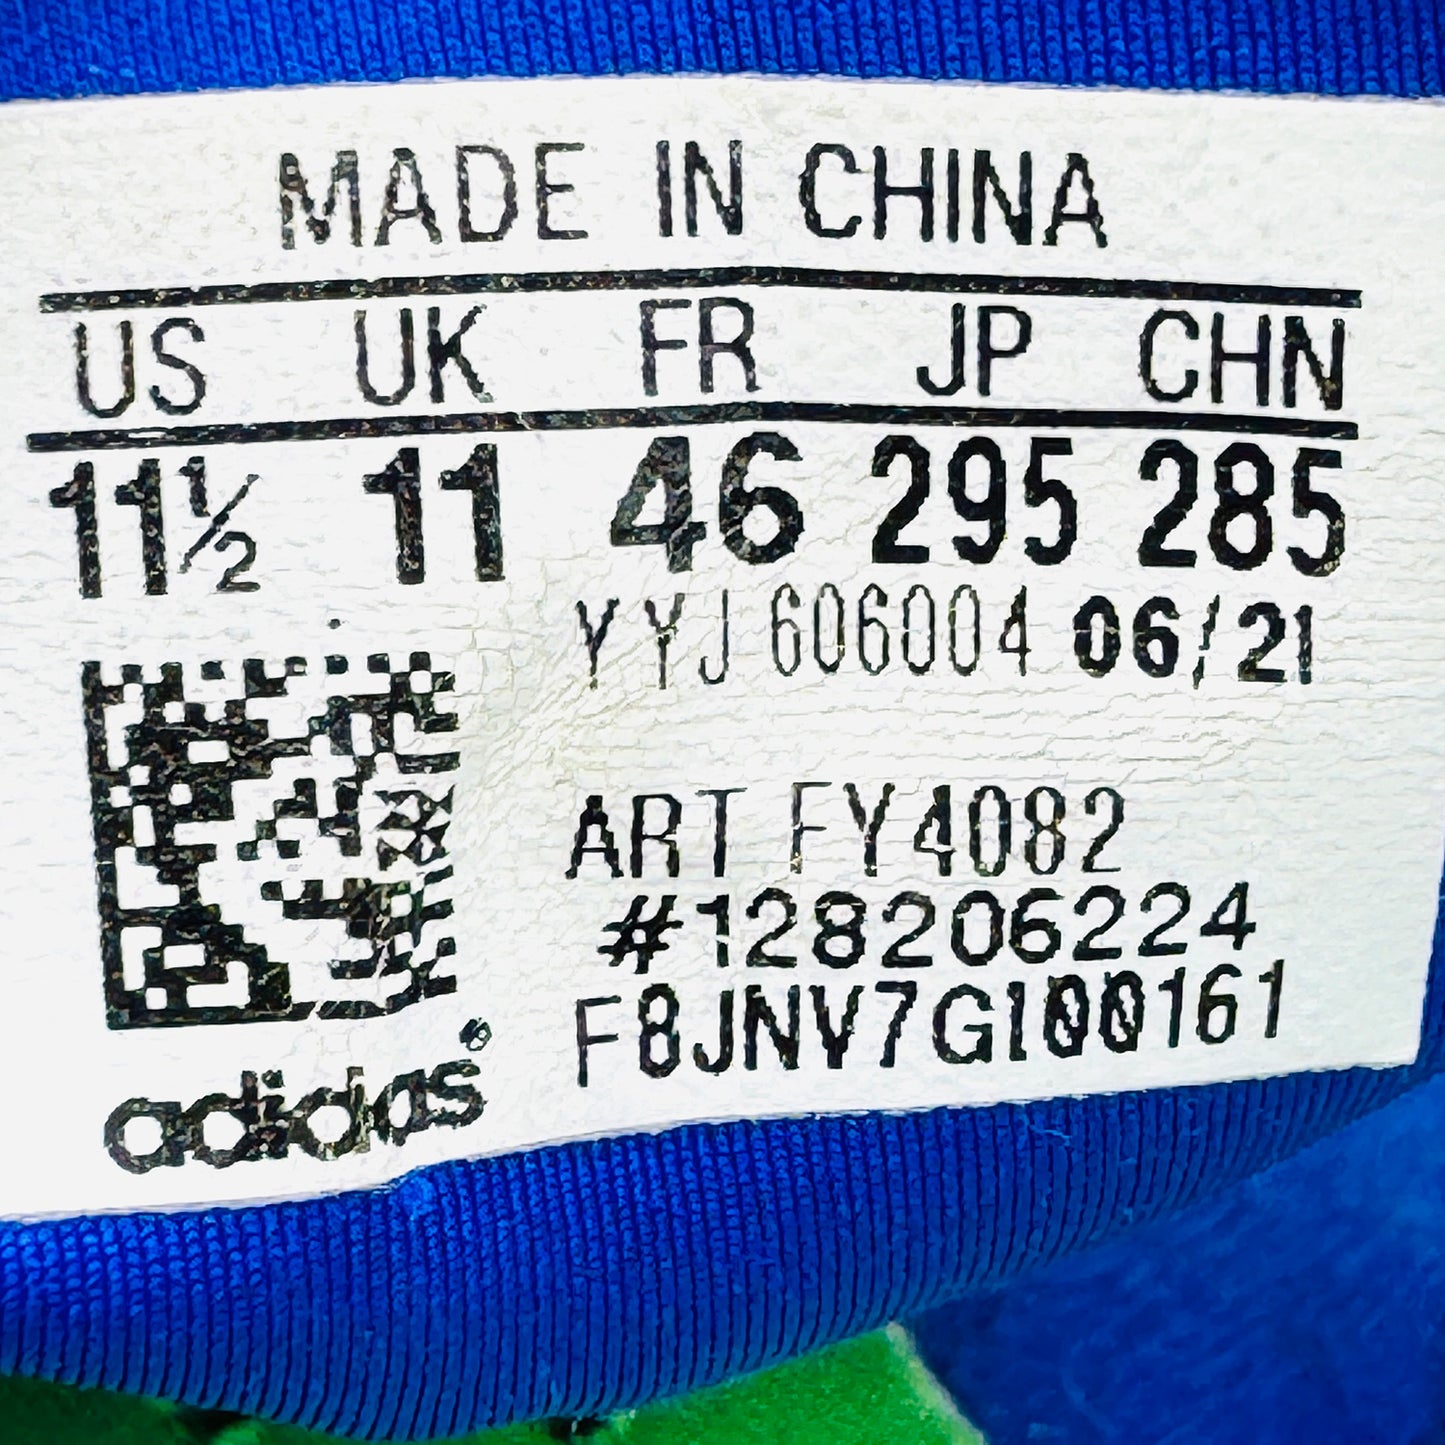 MADE IN CHINA
US UK FR JP CHN
11½ 11 46 295 285
YYJ 606004 06/21
ART FY4082
#128206224
F8JNV7GI00161
adidas®